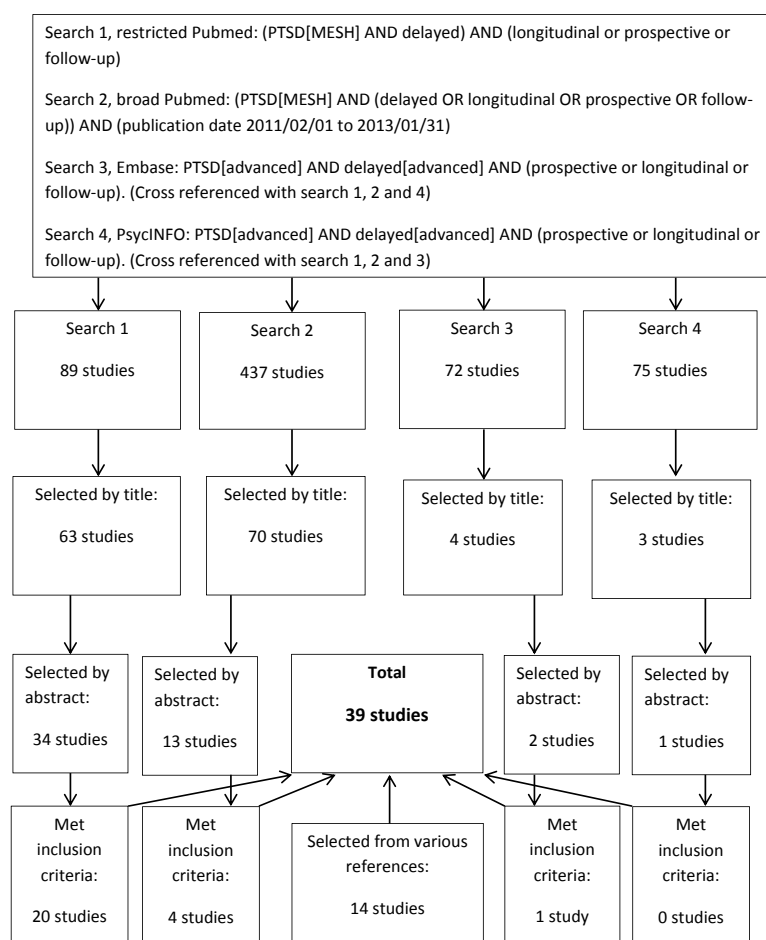 Search 1, restricted Pubmed: (PTSD[MESH] AND delayed) AND (longitudinal or prospective or
follow-up)
Search 2, broad Pubmed: (PTSD[MESH] AND (delayed OR longitudinal OR prospective OR follow-
up)) AND (publication date 2011/02/01 to 2013/01/31)
Search 3, Embase: PTSD[advanced] AND delayed[advanced] AND (prospective or longitudinal or
follow-up). (Cross referenced with search 1, 2 and 4)
Search 4, PsycINFO: PTSD[advanced] AND delayed[advanced] AND (prospective or longitudinal or
follow-up). (Cross referenced with search 1, 2 and 3)
Search 1
89 studies
Search 2
437 studies
Search 3
72 studies
Search 4
75 studies
Selected by title:
63 studies
Selected by title:
70 studies
Selected by title:
4 studies
Selected by title:
3 studies
Selected by
abstract:
34 studies
Selected by
abstract:
13 studies
Total
39 studies
Selected by
abstract:
2 studies
Selected by
abstract:
1 studies
Met
inclusion
criteria:
20 studies
Met
inclusion
criteria:
4 studies
Selected from various
references:
14 studies
Met
inclusion
criteria:
1 study
Met
inclusion
criteria:
0 studies